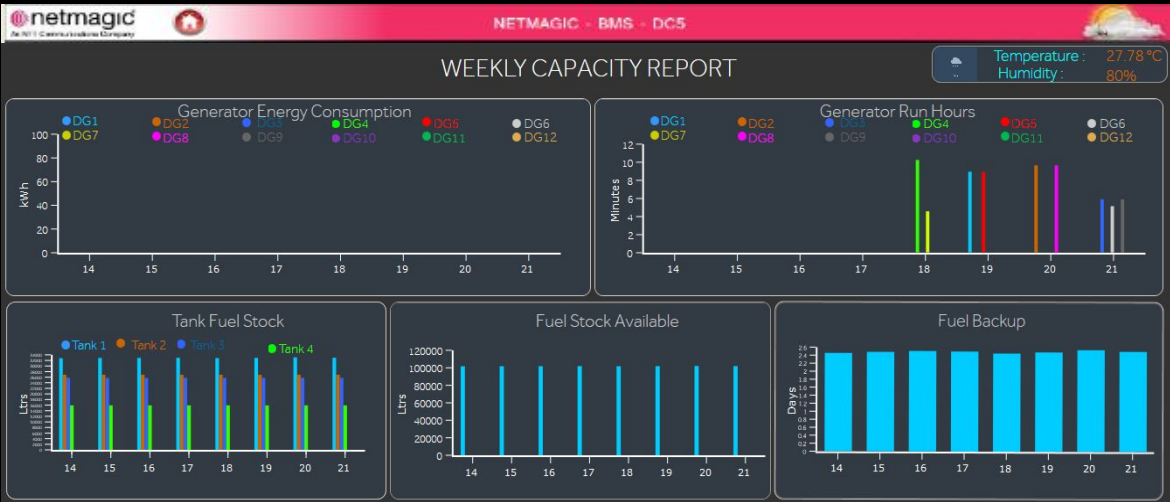 netmagic
An NTT Communications Company
NETMAGIC - BMS - DC5
WEEKLY CAPACITY REPORT
Temperature : 27.78 °C
Humidity : 80%
Generator Energy Consumption
DG1 DG2 DG3 DG4 DG5 DG6
DG7 DG8 DG9 DG10 DG11 DG12
kWh
100
80
60
40
20
0
14 15 16 17 18 19 20 21
Generator Run Hours
DG1 DG2 DG3 DG4 DG5 DG6
DG7 DG8 DG9 DG10 DG11 DG12
Minutes
12
10
8
6
4
2
0
14 15 16 17 18 19 20 21
Tank Fuel Stock
Tank 1 Tank 2 Tank 3 Tank 4
Ltrs
14 15 16 17 18 19 20 21
Fuel Stock Available
Ltrs
120000
100000
80000
60000
40000
20000
0
14 15 16 17 18 19 20 21
Fuel Backup
Days
2.6
2.4
2.2
2
1.8
1.6
1.4
1.2
1
0.8
0.6
0.4
0.2
0
14 15 16 17 18 19 20 21